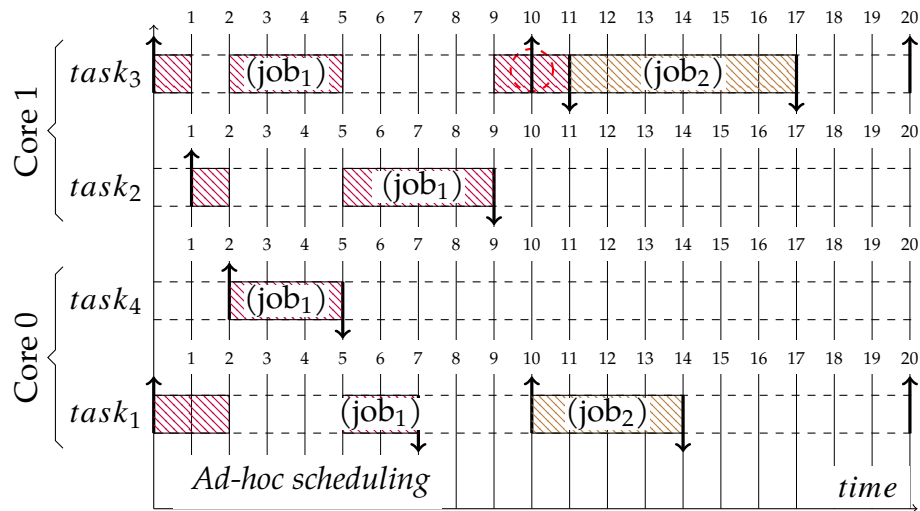 1 2 3 4 5 6 7 8 9 10 11 12 13 14 15 16 17 18 19 20
Core 1
task₃ (job₁) (job₂)
1 2 3 4 5 6 7 8 9 10 11 12 13 14 15 16 17 18 19 20
task₂ (job₁)
1 2 3 4 5 6 7 8 9 10 11 12 13 14 15 16 17 18 19 20
Core 0
task₄ (job₁)
1 2 3 4 5 6 7 8 9 10 11 12 13 14 15 16 17 18 19 20
task₁ (job₁) (job₂)
Ad-hoc scheduling
time